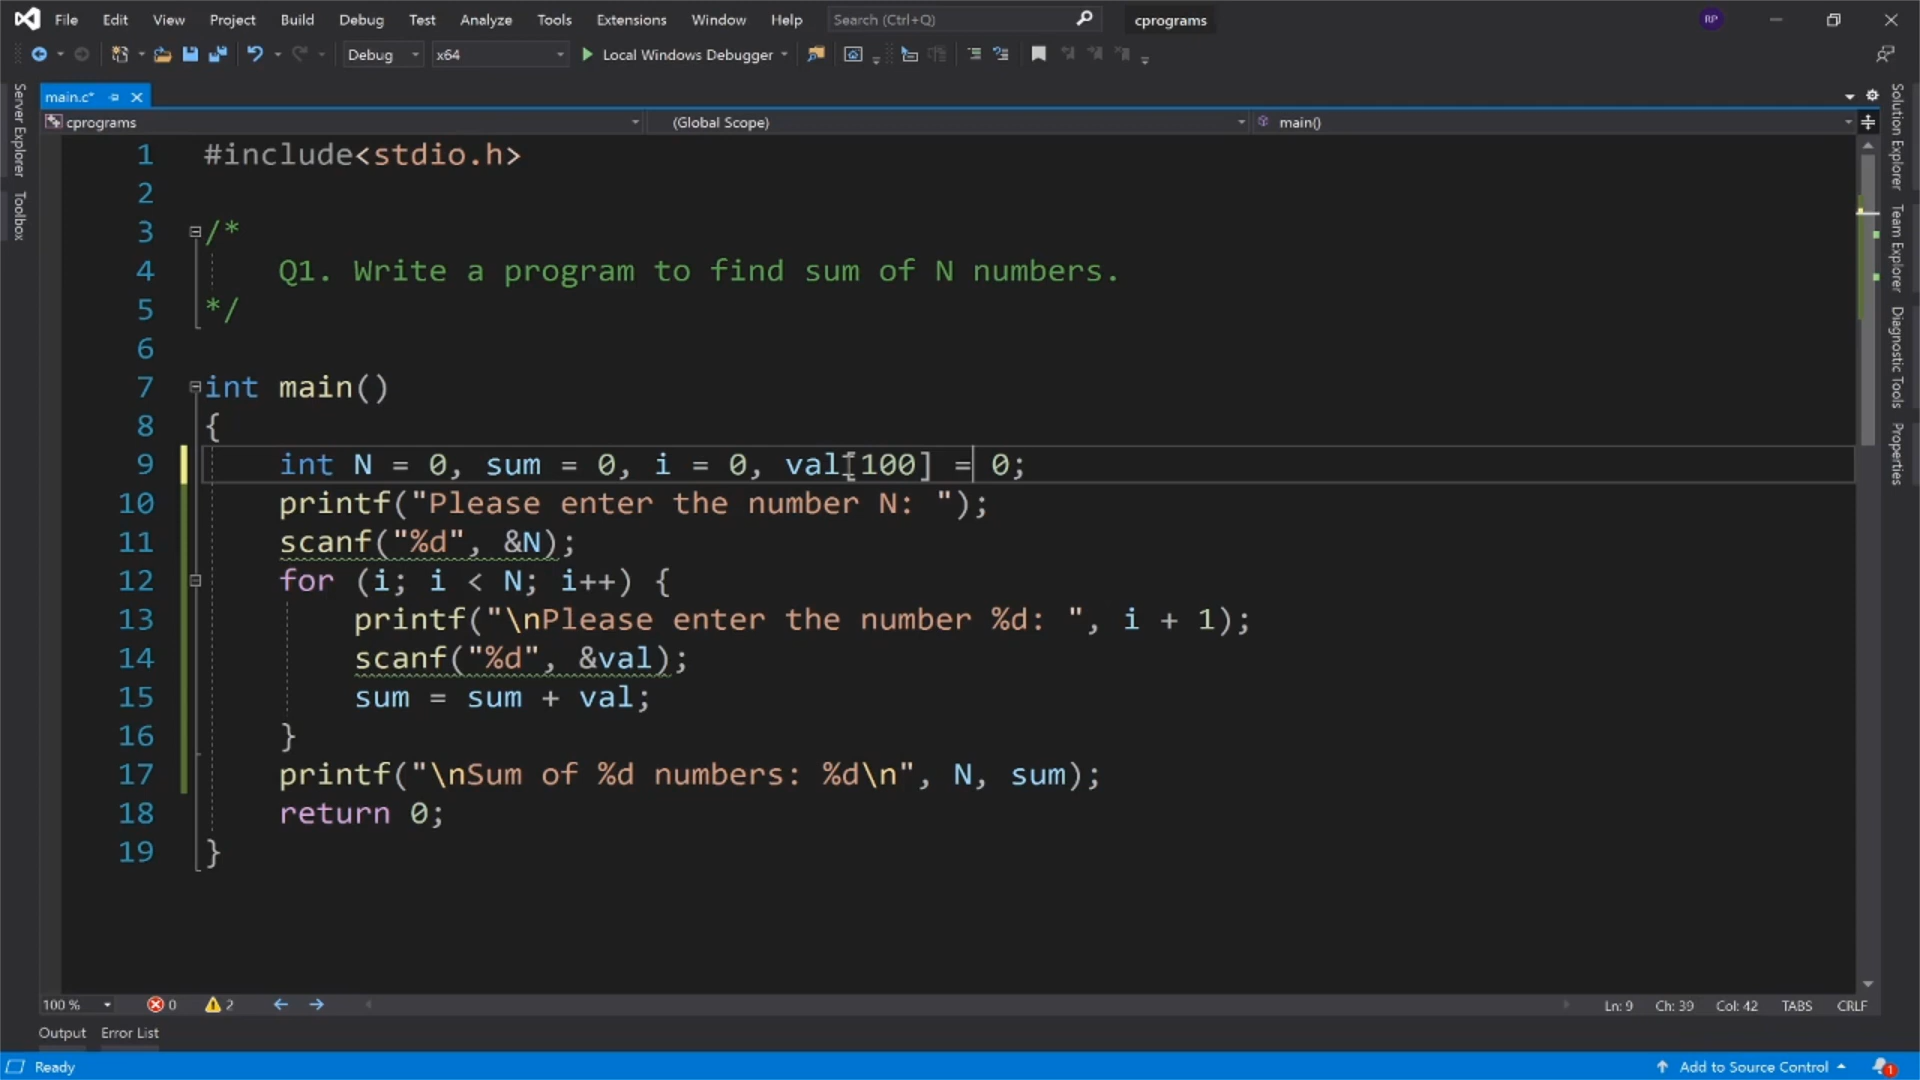 File Edit View Project Build Debug Test Analyze Tools Extensions Window Help Search (Ctrl+Q) cprograms RP
Debug x64 Local Windows Debugger
main.c*
cprograms (Global Scope) main()
Server Explorer
Toolbox
Solution Explorer
Team Explorer
Diagnostic Tools
Properties
1 #include<stdio.h>
2
3 /*
4 Q1. Write a program to find sum of N numbers.
5 */
6
7 int main()
8 {
9 int N = 0, sum = 0, i = 0, val[100] = 0;
10 printf("Please enter the number N: ");
11 scanf("%d", &N);
12 for (i; i < N; i++) {
13 printf("\nPlease enter the number %d: ", i + 1);
14 scanf("%d", &val);
15 sum = sum + val;
16 }
17 printf("\nSum of %d numbers: %d\n", N, sum);
18 return 0;
19 }
100 % 0 2 Ln: 9 Ch: 39 Col: 42 TABS CRLF
Output Error List
Ready Add to Source Control 1